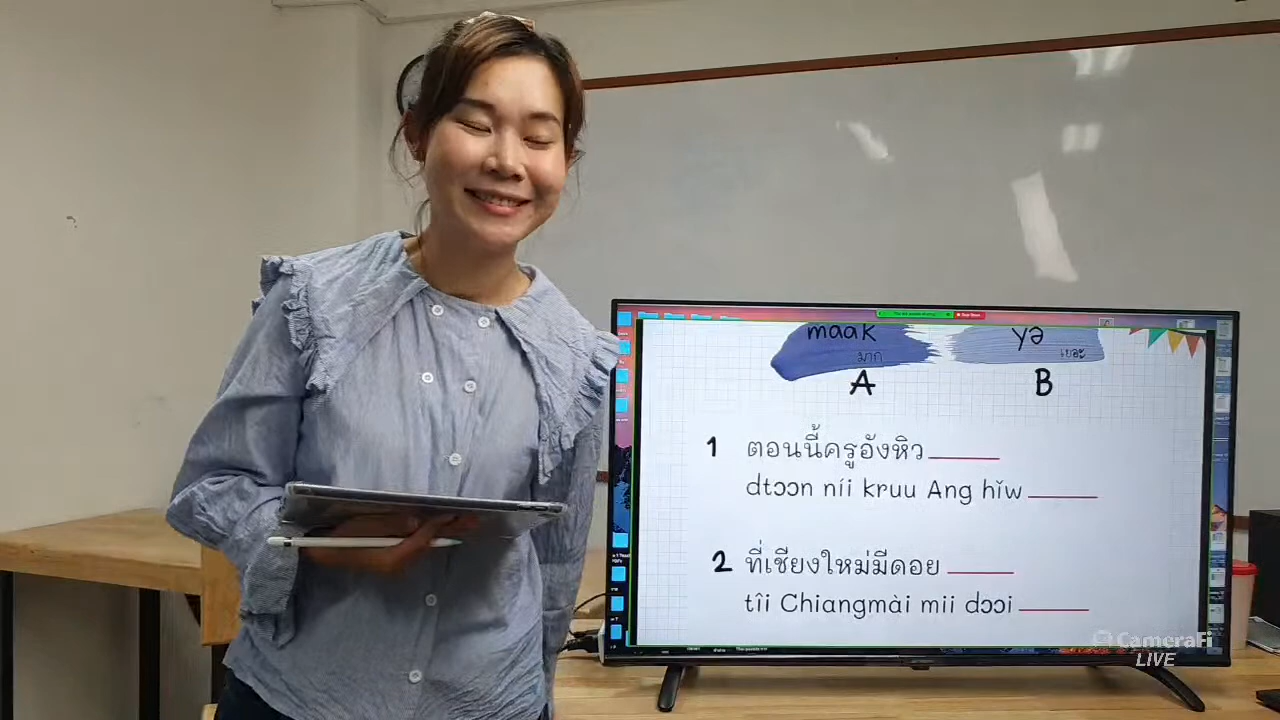 maak yə
มาก เยอะ
A B
1 ตอนนี้ครูอังหิว
dtɔɔn níi kruu Ang hǐw
2 ที่เชียงใหม่มีดอย
tîi Chiangmài mii dɔɔi
CameraFi
LIVE